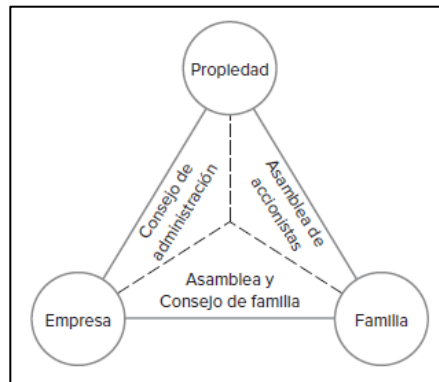 Propiedad
Consejo de
administración
Asamblea de
accionistas
Asamblea y
Consejo de familia
Empresa
Familia